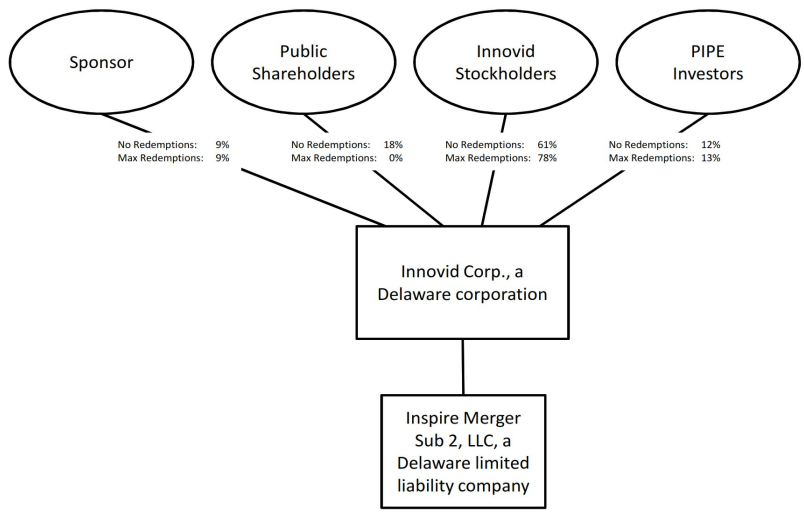 Sponsor
Public
Shareholders
Innovid
Stockholders
PIPE
Investors
No Redemptions: 9%
Max Redemptions: 9%
No Redemptions: 18%
Max Redemptions: 0%
No Redemptions: 61%
Max Redemptions: 78%
No Redemptions: 12%
Max Redemptions: 13%
Innovid Corp., a
Delaware corporation
Inspire Merger
Sub 2, LLC, a
Delaware limited
liability company